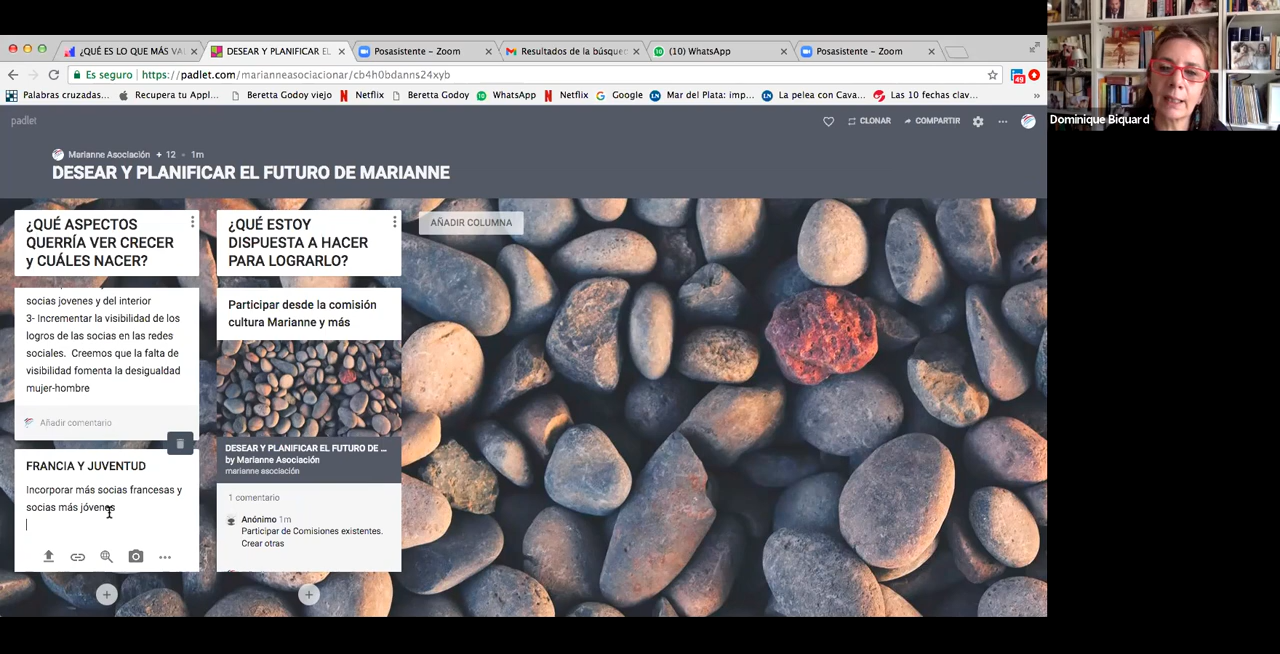 ¿QUÉ ES LO QUE MÁS VA
DESEAR Y PLANIFICAR EL
Posasistente – Zoom
Resultados de la búsque
(10) WhatsApp
Posasistente – Zoom
Es seguro
https://padlet.com/marianneasociacionar/cb4h0bdanns24xyb
49
Palabras cruzadas...
Recupera tu Appl...
Beretta Godoy viejo
Netflix
Beretta Godoy
WhatsApp
Netflix
Google
Mar del Plata: imp...
La pelea con Cava...
Las 10 fechas clav...
»
padlet
CLONAR
COMPARTIR
Marianne Asociación + 12 • 1m
DESEAR Y PLANIFICAR EL FUTURO DE MARIANNE
¿QUÉ ASPECTOS
QUERRÍA VER CRECER
y CUÁLES NACER?
socias jovenes y del interior
3- Incrementar la visibilidad de los
logros de las socias en las redes
sociales. Creemos que la falta de
visibilidad fomenta la desigualdad
mujer-hombre
Añadir comentario
FRANCIA Y JUVENTUD
Incorporar más socias francesas y
socias más jóvenes
¿QUÉ ESTOY
DISPUESTA A HACER
PARA LOGRARLO?
Participar desde la comisión
cultura Marianne y más
DESEAR Y PLANIFICAR EL FUTURO DE ...
by Marianne Asociación
marianne asociación
1 comentario
Anónimo 1m
Participar de Comisiones existentes.
Crear otras
AÑADIR COLUMNA
Dominique Biquard